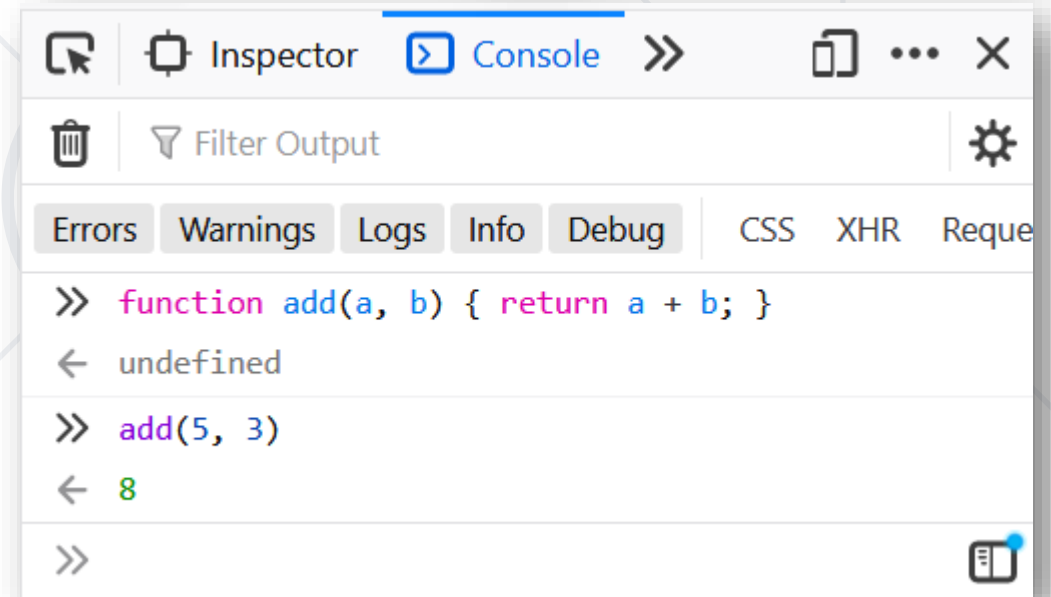 Inspector Console
Filter Output
Errors Warnings Logs Info Debug CSS XHR Reque
function add(a, b) { return a + b; }
undefined
add(5, 3)
8